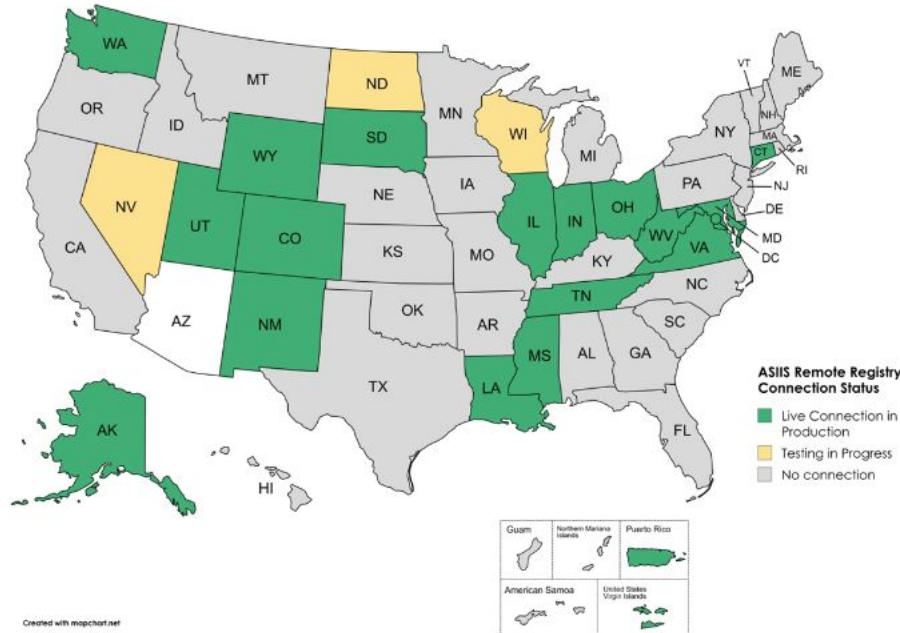 WA
MT
ND
MN
VT
ME
OR
ID
SD
WI
MI
NY
NH
MA
CT
RI
WY
NV
UT
CO
NE
IA
PA
NJ
DE
MD
DC
CA
KS
MO
IL
IN
OH
WV
VA
KY
NC
AZ
NM
OK
AR
TN
SC
TX
LA
MS
AL
GA
FL
AK
HI
ASIIS Remote Registry
Connection Status
Live Connection in
Production
Testing in Progress
No connection
Guam
Northern Mariana
Islands
Puerto Rico
American Samoa
United States
Virgin Islands
Created with mapchart.net